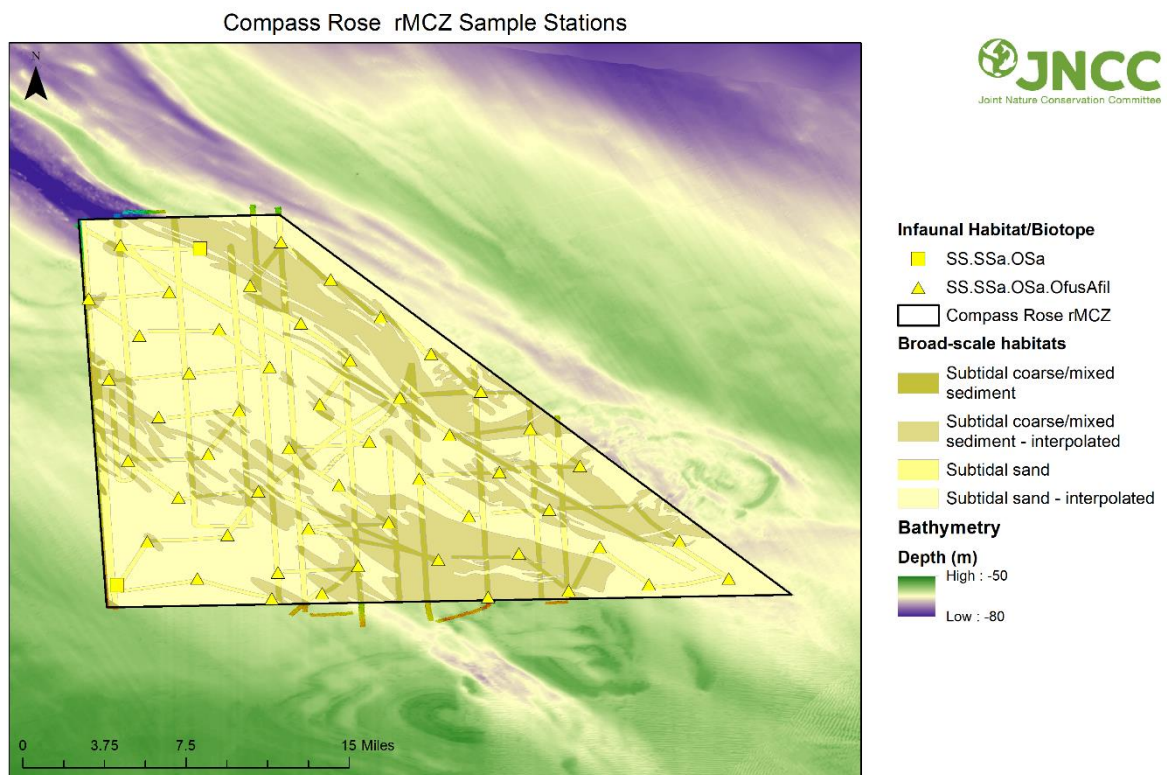 Compass Rose rMCZ Sample Stations
N
JNCC
Joint Nature Conservation Committee
Infaunal Habitat/Biotope
SS.SSa.OSa
SS.SSa.OSa.OfusAfil
Compass Rose rMCZ
Broad-scale habitats
Subtidal coarse/mixed
sediment
Subtidal coarse/mixed
sediment - interpolated
Subtidal sand
Subtidal sand - interpolated
Bathymetry
Depth (m)
High : -50
Low : -80
0 3.75 7.5 15 Miles